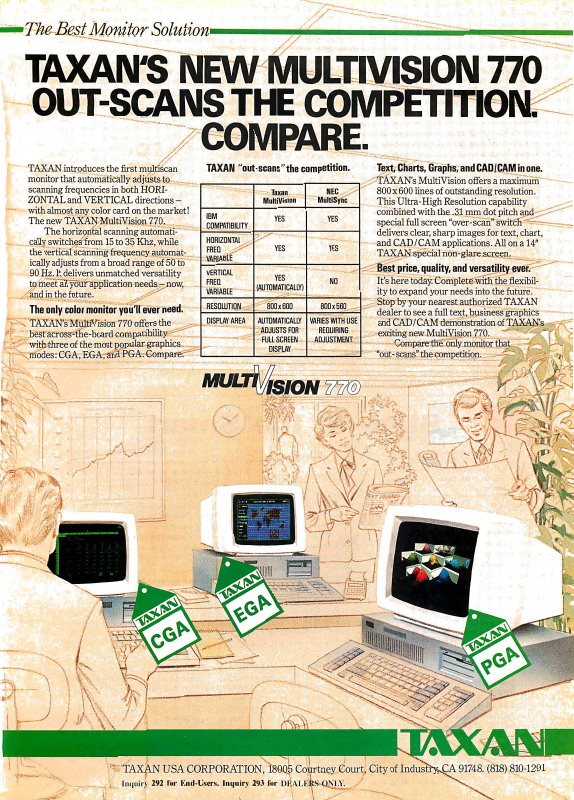 The Best Monitor Solution
TAXAN'S NEW MULTIVISION 770
OUT-SCANS THE COMPETITION.
COMPARE.
TAXAN introduces the first multiscan
monitor that automatically adjusts to
scanning frequencies in both HORI-
ZONTAL and VERTICAL directions –
with almost any color card on the market!
The new TAXAN MultiVision 770.
The horizontal scanning automati-
cally switches from 15 to 35 Khz, while
the vertical scanning frequency automat-
ically adjusts from a broad range of 50 to
90 Hz. It delivers unmatched versatility
to meet all your application needs – now,
and in the future.
The only color monitor you'll ever need.
TAXAN'S MultiVision 770 offers the
best across-the-board compatibility
with three of the most popular graphics
modes: CGA, EGA, and PGA. Compare.
TAXAN "out-scans" the competition.
Taxan MultiVision NEC MultiSync
IBM COMPATIBILITY YES YES
HORIZONTAL FREQ. VARIABLE YES YES
VERTICAL FREQ. VARIABLE YES (AUTOMATICALLY) NO
RESOLUTION 800 x 600 800 x 560
DISPLAY AREA AUTOMATICALLY ADJUSTS FOR FULL SCREEN DISPLAY VARIES WITH USE REQUIRING ADJUSTMENT
Text, Charts, Graphs, and CAD/CAM in one.
TAXAN's MultiVision offers a maximum
800 x 600 lines of outstanding resolution.
This Ultra-High Resolution capability
combined with the .31 mm dot pitch and
special full screen "over-scan" switch
delivers clear, sharp images for text, chart,
and CAD/CAM applications. All on a 14"
TAXAN special non-glare screen.
Best price, quality, and versatility ever.
It's here today. Complete with the flexibil-
ity to expand your needs into the future.
Stop by your nearest authorized TAXAN
dealer to see a full text, business graphics
and CAD/CAM demonstration of TAXAN's
exciting new MultiVision 770.
Compare the only monitor that
"out-scans" the competition.
MULTIVISION 770
JOURNAL
TAXAN
CGA
TAXAN
EGA
TAXAN
PGA
TAXAN
TAXAN USA CORPORATION, 18005 Courtney Court, City of Industry, CA 91748. (818) 810-1291
Inquiry 292 for End-Users. Inquiry 293 for DEALERS ONLY.